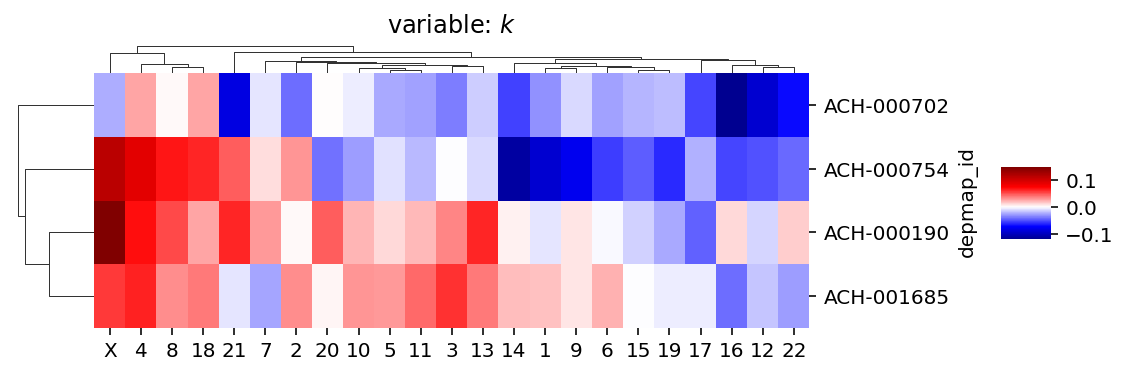 variable: k
ACH-000702
ACH-000754
ACH-000190
ACH-001685
depmap_id
0.1
0.0
−0.1
X 4 8 18 21 7 2 20 10 5 11 3 13 14 1 9 6 15 19 17 16 12 22